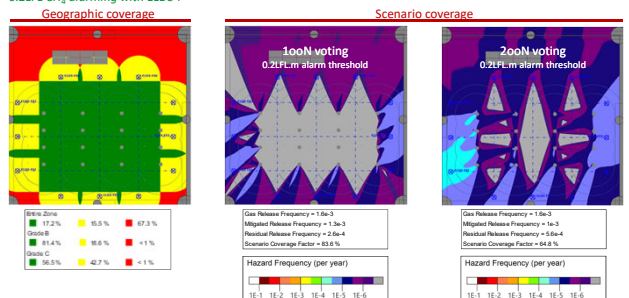 Geographic coverage
Scenario coverage
1ooN voting
0.2LFL.m alarm threshold
2ooN voting
0.2LFL.m alarm threshold
Entire Zone
17.2% 15.5 % 67.3 %
Grade B
81.4% 16.6 % < 1 %
Grade C
56.5% 42.7 % < 1 %
Gas Release Frequency = 1.6e-3
Mitigated Release Frequency = 1.3e-3
Residual Release Frequency = 2.6e-4
Scenario Coverage Factor = 83.6 %
Hazard Frequency (per year)
1E-1 1E-2 1E-3 1E-4 1E-5 1E-6
Gas Release Frequency = 1.6e-3
Mitigated Release Frequency = 1e-3
Residual Release Frequency = 5.6e-4
Scenario Coverage Factor = 64.8 %
Hazard Frequency (per year)
1E-1 1E-2 1E-3 1E-4 1E-5 1E-6